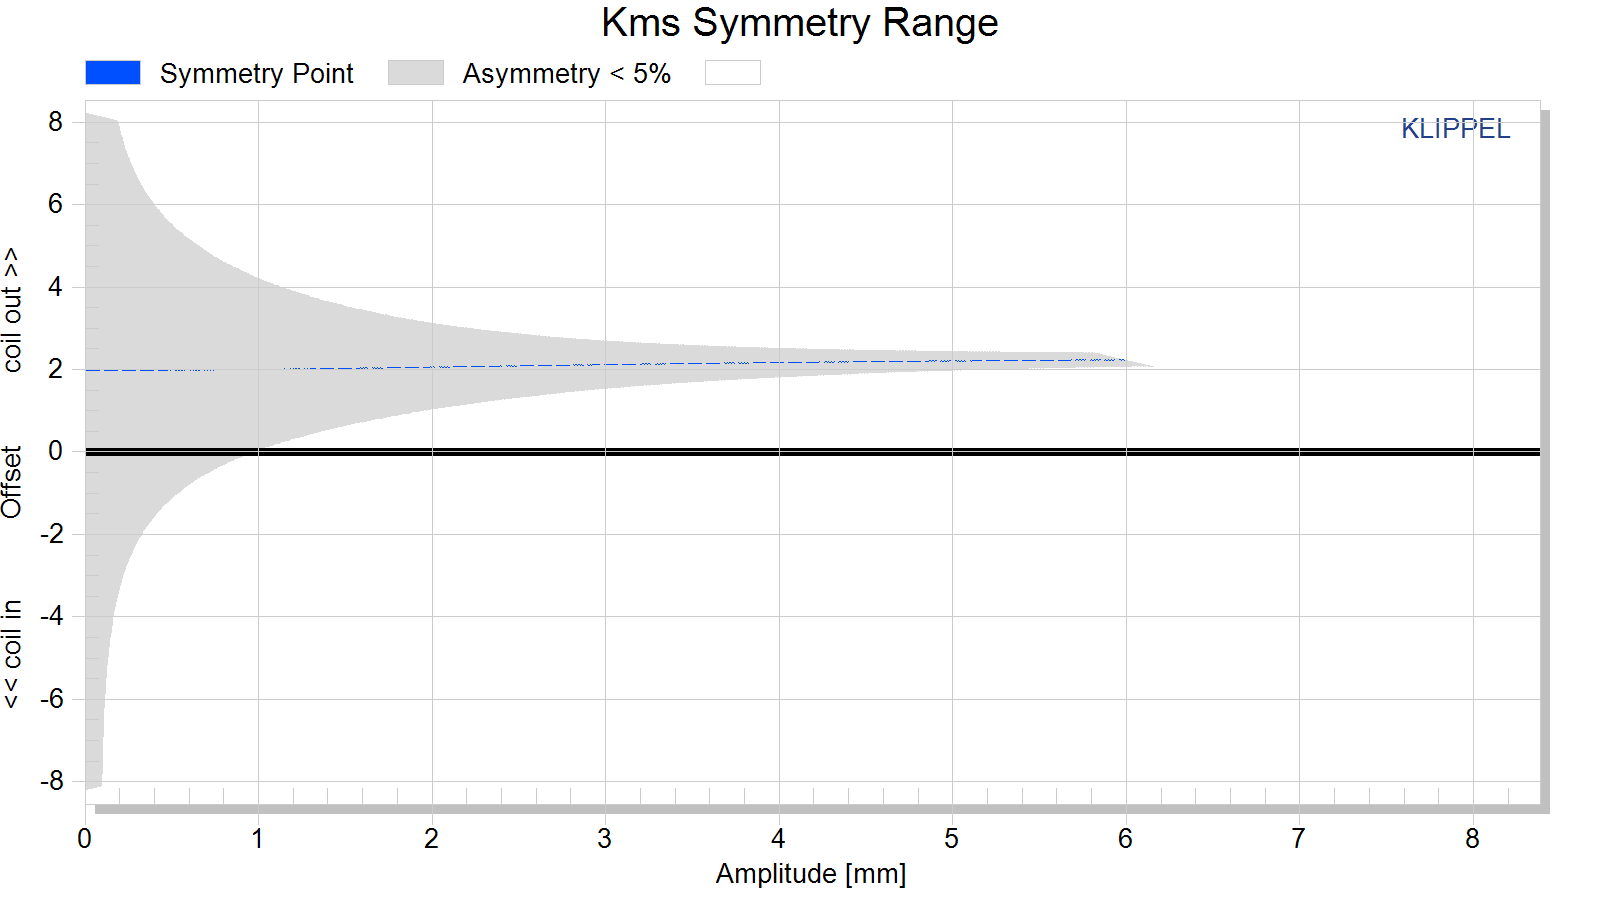 Kms Symmetry Range
Symmetry Point Asymmetry < 5%
KLIPPEL
8
6
4
2
0
-2
-4
-6
-8
<< coil in Offset coil out >>
0 1 2 3 4 5 6 7 8
Amplitude [mm]